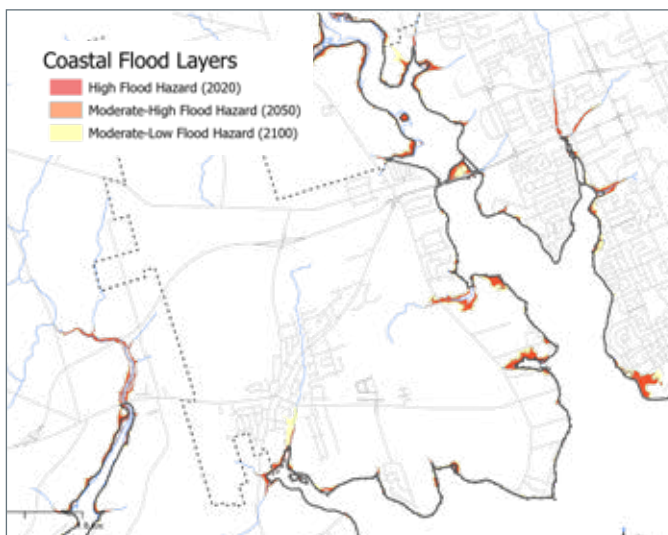 Coastal Flood Layers
High Flood Hazard (2020)
Moderate-High Flood Hazard (2050)
Moderate-Low Flood Hazard (2100)